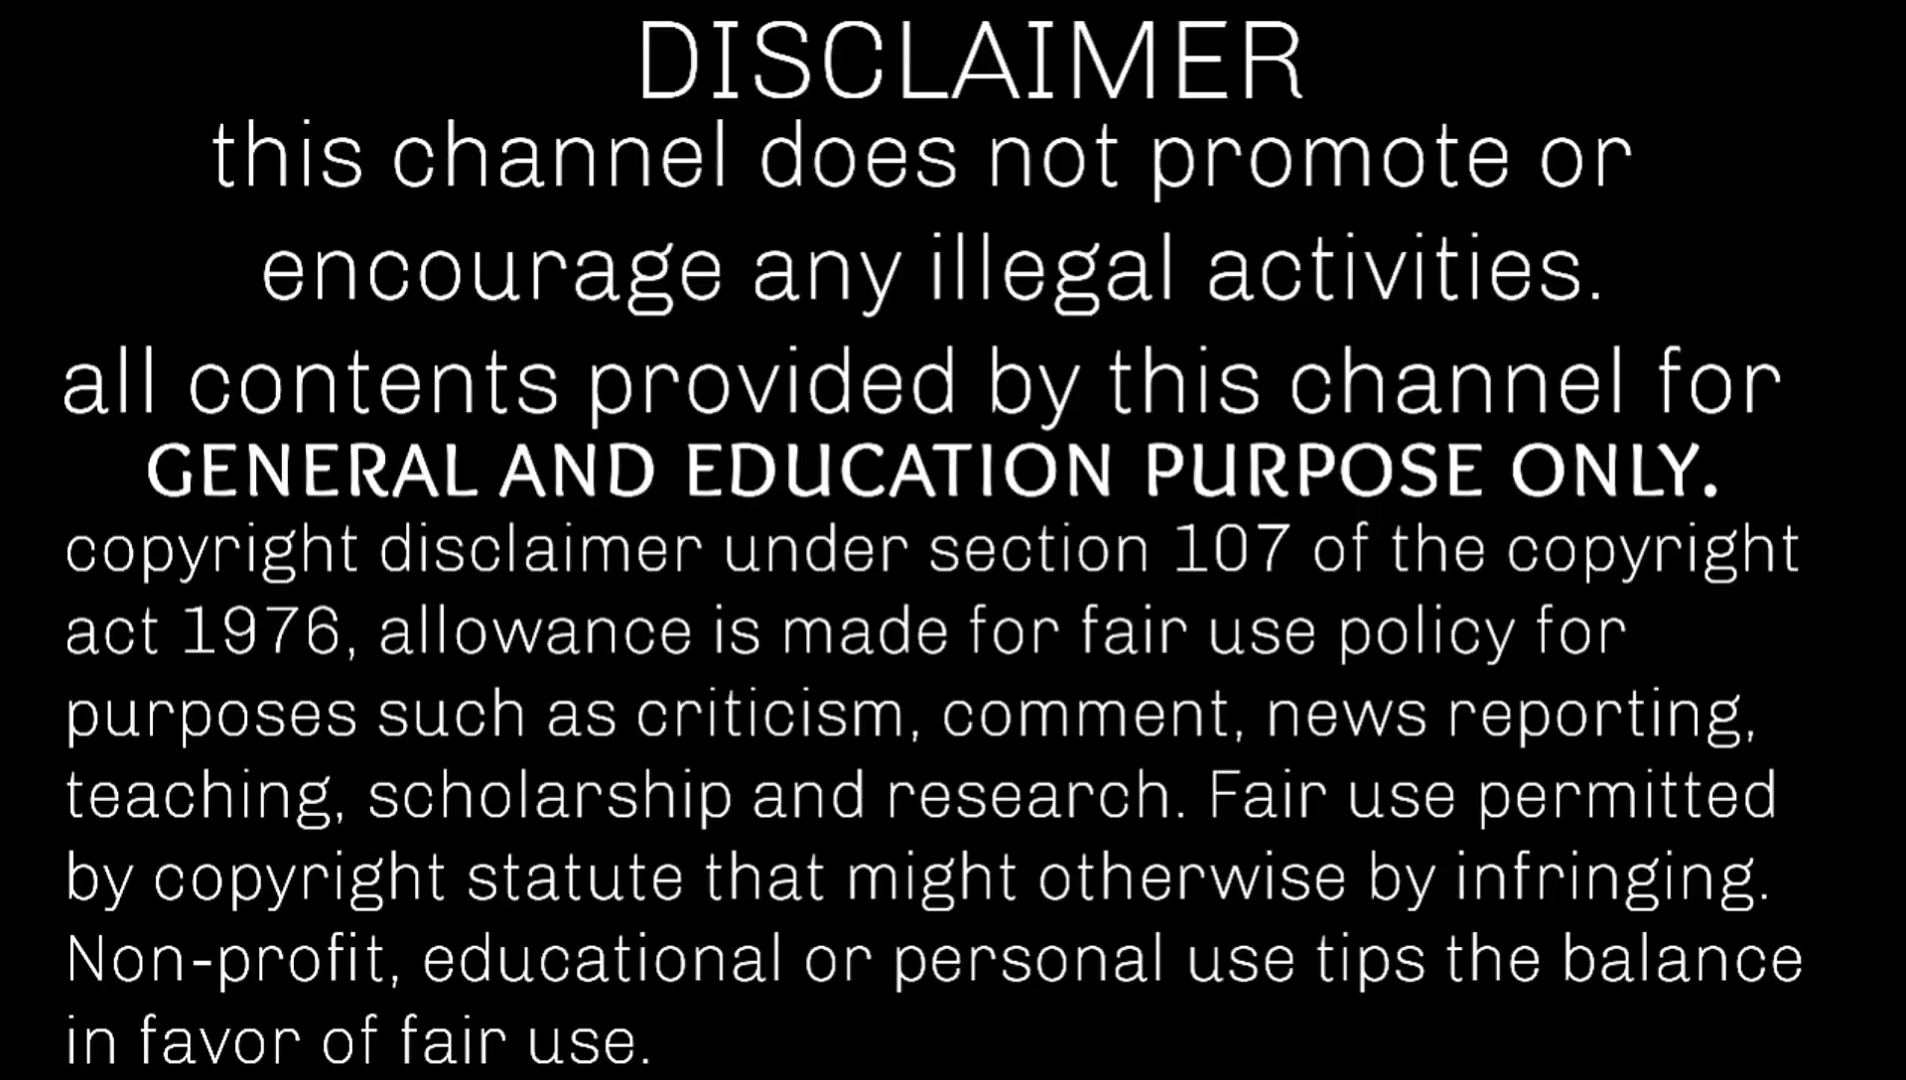 DISCLAIMER
this channel does not promote or
encourage any illegal activities.
all contents provided by this channel for
GENERAL AND EDUCATION PURPOSE ONLY.
copyright disclaimer under section 107 of the copyright
act 1976, allowance is made for fair use policy for
purposes such as criticism, comment, news reporting,
teaching, scholarship and research. Fair use permitted
by copyright statute that might otherwise by infringing.
Non-profit, educational or personal use tips the balance
in favor of fair use.